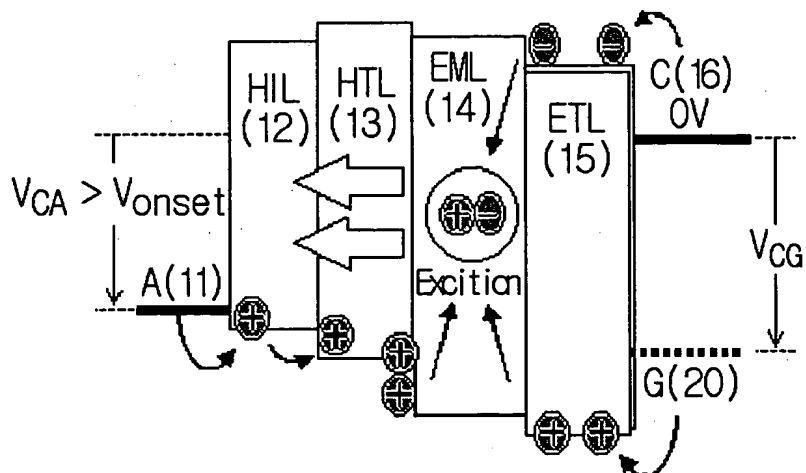 HIL
(12)
HTL
(13)
EML
(14)
ETL
(15)
C(16)
0V
VCA > Vonset
A(11)
Excition
VCG
G(20)